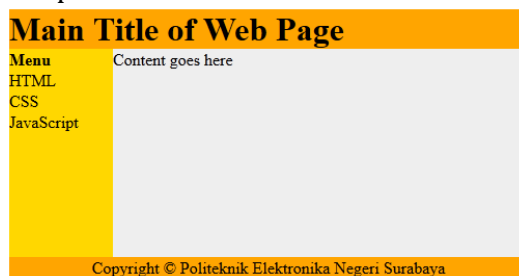 Main Title of Web Page
Menu
HTML
CSS
JavaScript
Content goes here
Copyright © Politeknik Elektronika Negeri Surabaya